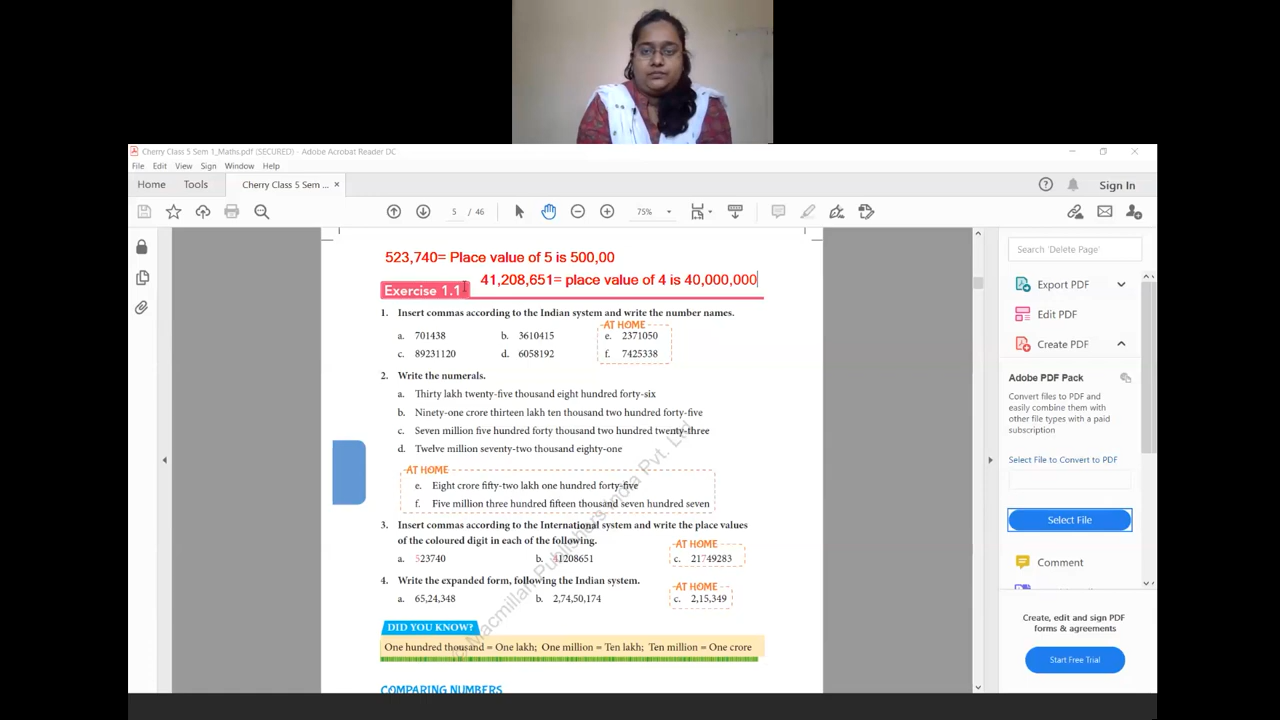 Cherry Class 5 Sem 1_Maths.pdf (SECURED) - Adobe Acrobat Reader DC
File Edit View Sign Window Help
Home Tools Cherry Class 5 Sem ... × Sign In
5 / 46 75%
523,740= Place value of 5 is 500,00
41,208,651= place value of 4 is 40,000,000
Exercise 1.1
1. Insert commas according to the Indian system and write the number names.
AT HOME
a. 701438 b. 3610415 e. 2371050
c. 89231120 d. 6058192 f. 7425338
2. Write the numerals.
a. Thirty lakh twenty-five thousand eight hundred forty-six
b. Ninety-one crore thirteen lakh ten thousand two hundred forty-five
c. Seven million five hundred forty thousand two hundred twenty-three
d. Twelve million seventy-two thousand eighty-one
AT HOME
e. Eight crore fifty-two lakh one hundred forty-five
f. Five million three hundred fifteen thousand seven hundred seven
3. Insert commas according to the International system and write the place values
of the coloured digit in each of the following.
AT HOME
a. 523740 b. 41208651 c. 21749283
4. Write the expanded form, following the Indian system.
AT HOME
a. 65,24,348 b. 2,74,50,174 c. 2,15,349
DID YOU KNOW?
One hundred thousand = One lakh; One million = Ten lakh; Ten million = One crore
COMPARING NUMBERS
© Macmillan Publishers India Pvt. Ltd
Search 'Delete Page'
Export PDF
Edit PDF
Create PDF
Adobe PDF Pack
Convert files to PDF and
easily combine them with
other file types with a paid
subscription
Select File to Convert to PDF
Select File
Comment
Create, edit and sign PDF
forms & agreements
Start Free Trial